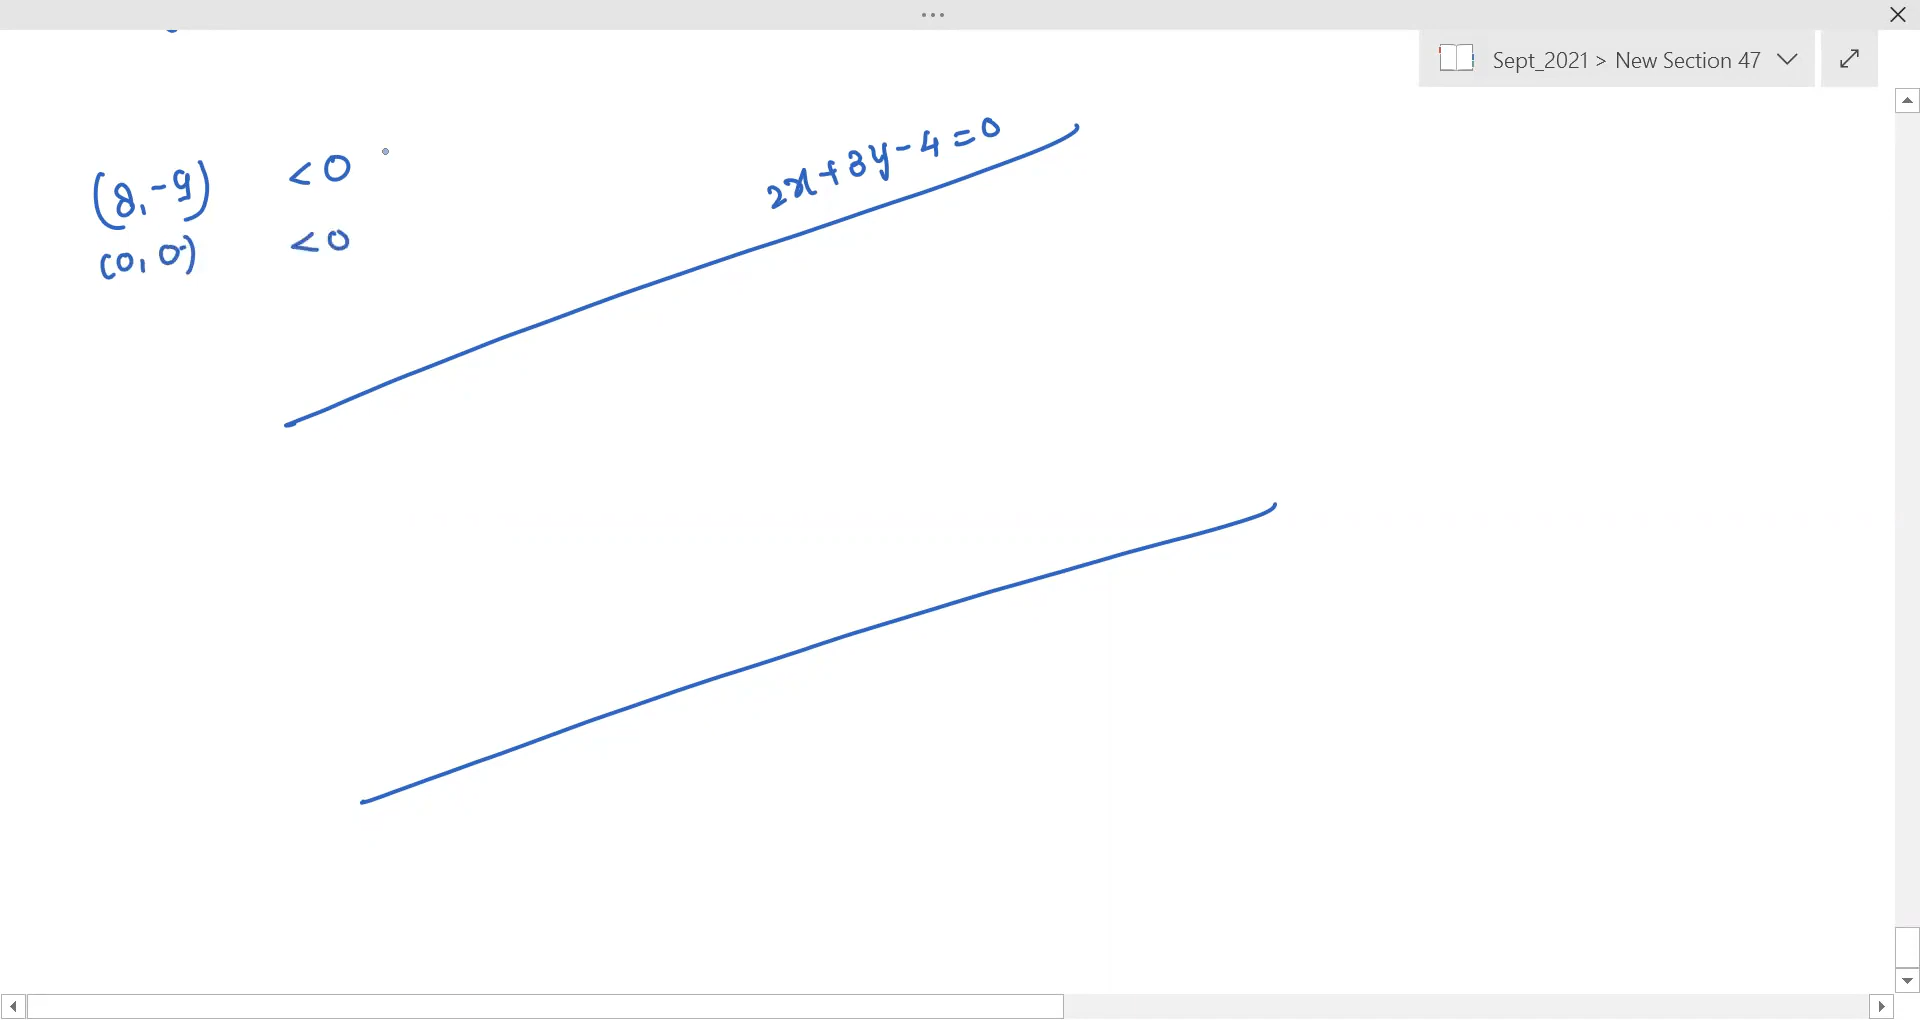 Sept_2021 > New Section 47
2x+3y-4=0
(8,-9) <0
(0,0) <0